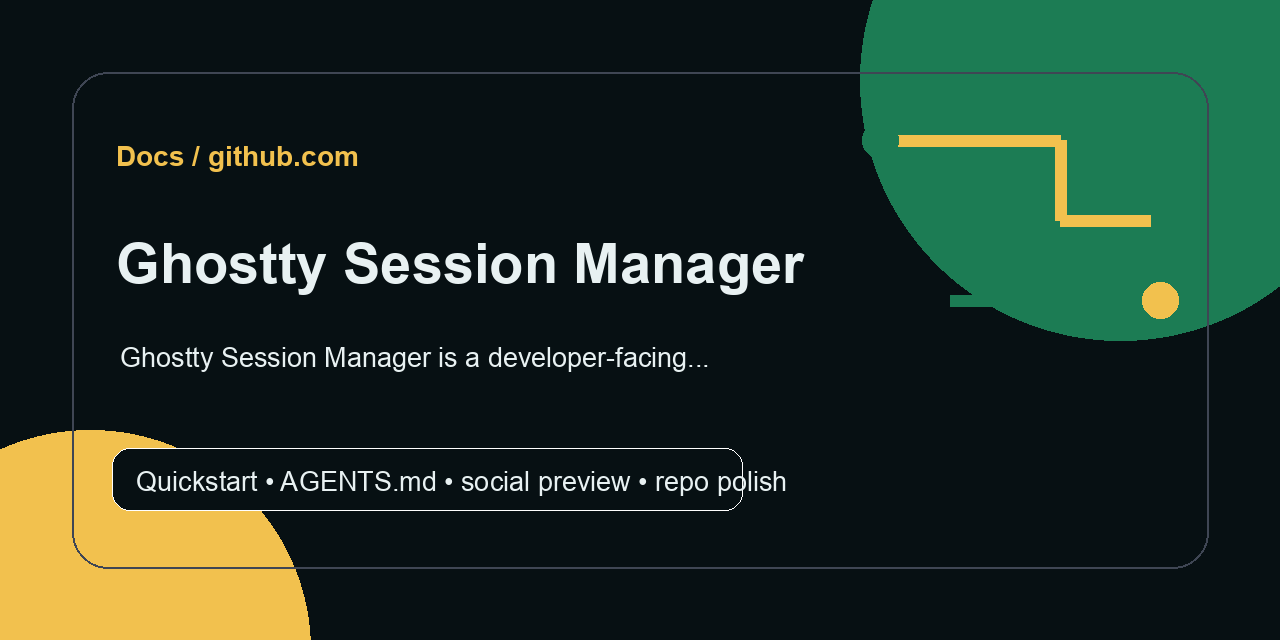 Docs / github.com
Ghostty Session Manager
Ghostty Session Manager is a developer-facing...
Quickstart • AGENTS.md • social preview • repo polish